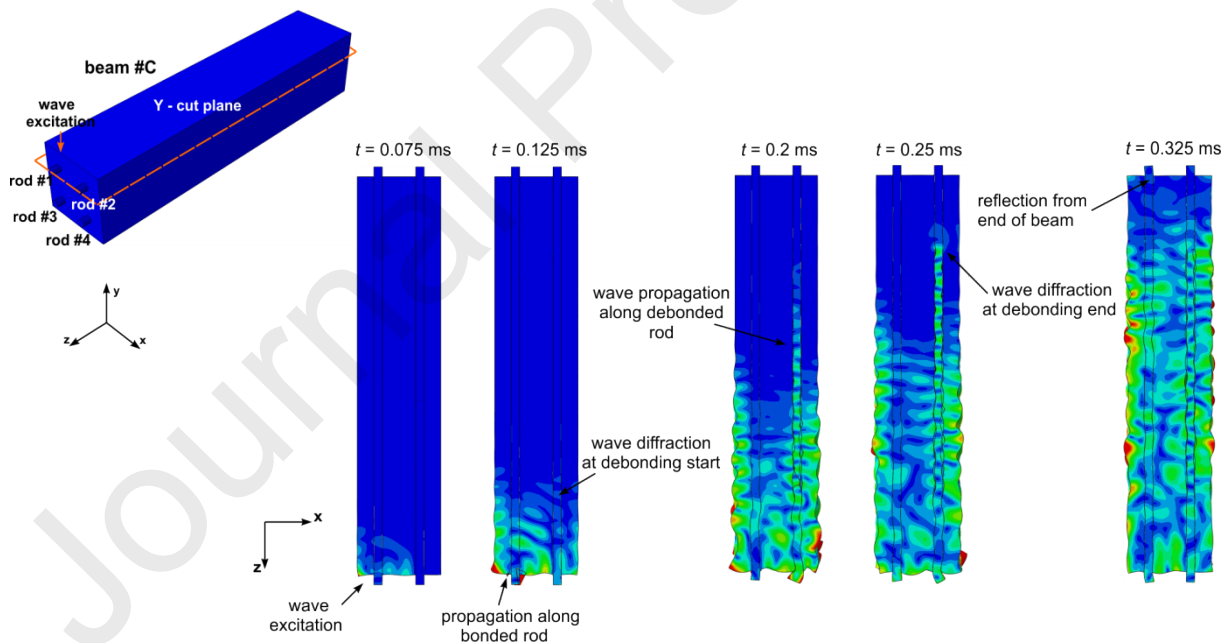 beam #C
wave
excitation
Y - cut plane
rod #1
rod #2
rod #3
rod #4
y
z
x
t = 0.075 ms
t = 0.125 ms
t = 0.2 ms
t = 0.25 ms
t = 0.325 ms
reflection from
end of beam
wave propagation
along debonded
rod
wave diffraction
at debonding end
wave diffraction
at debonding start
x
z
wave
excitation
propagation along
bonded rod
Journal Pre